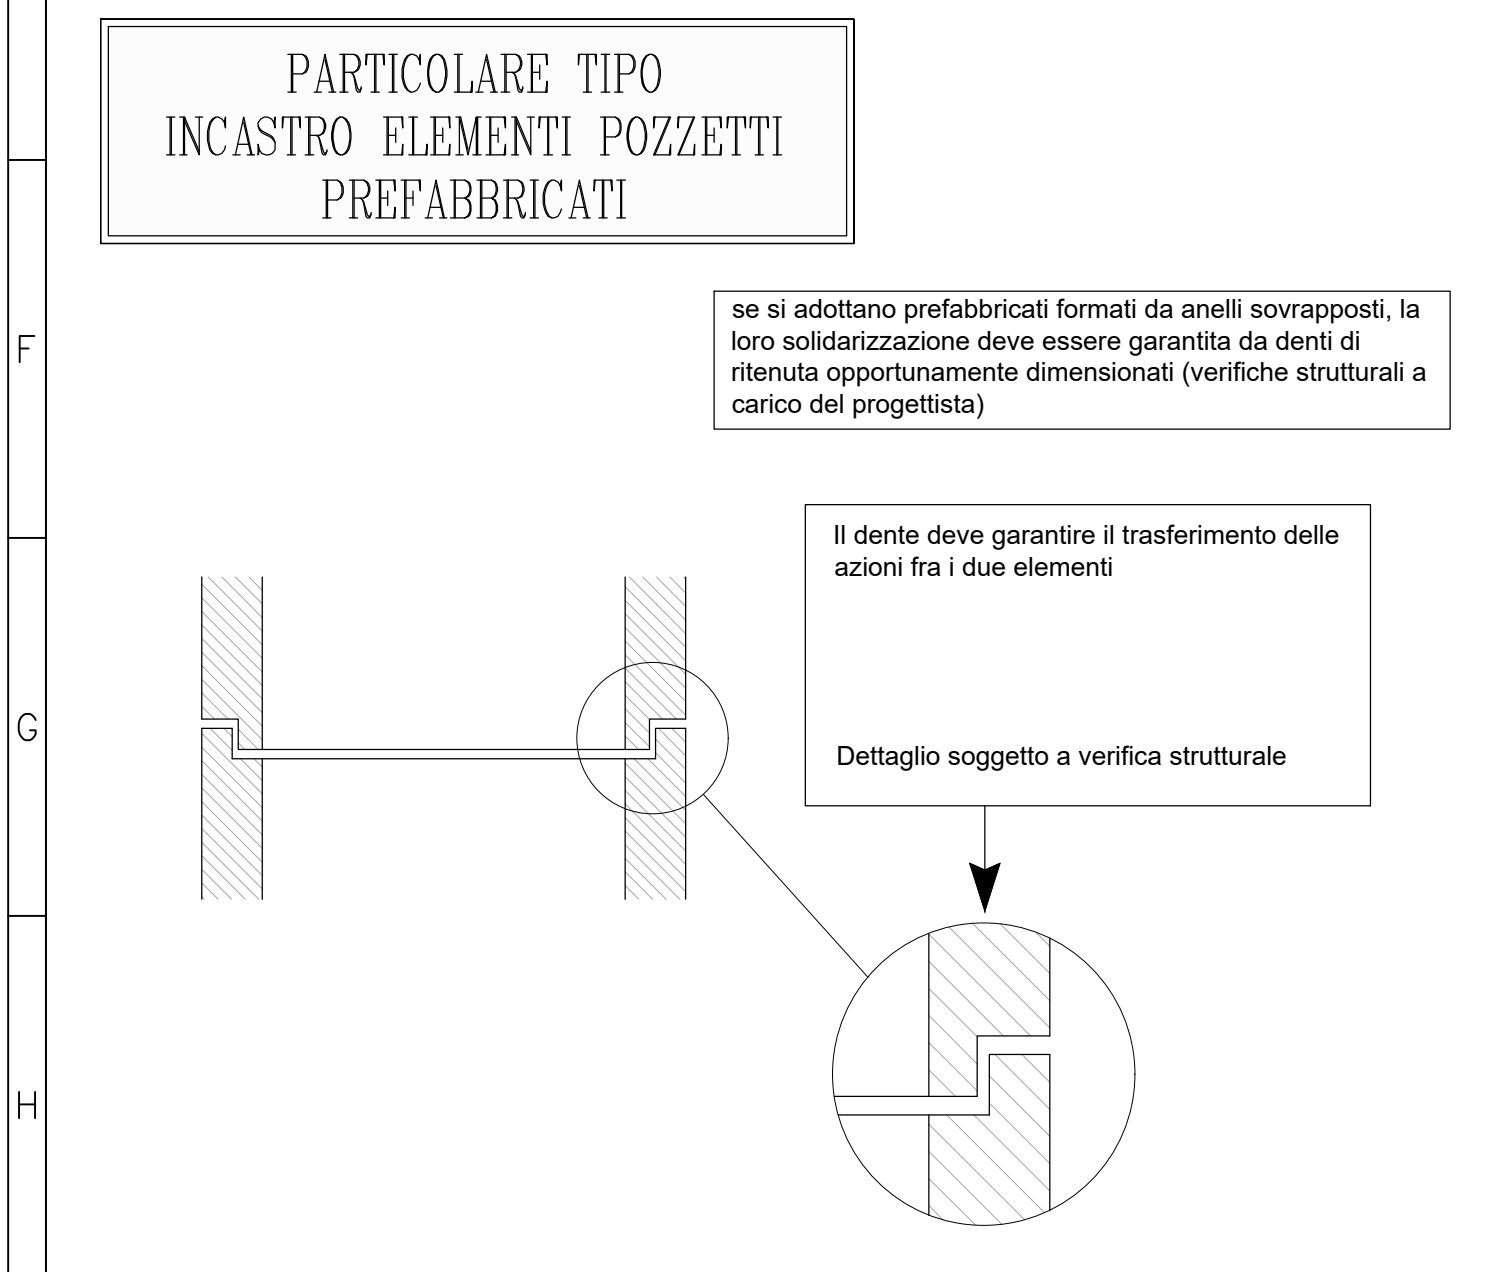 PARTICOLARE TIPO
INCASTRO ELEMENTI POZZETTI
PREFABBRICATI
se si adottano prefabbricati formati da anelli sovrapposti, la
loro solidarizzazione deve essere garantita da denti di
ritenuta opportunamente dimensionati (verifiche strutturali a
carico del progettista)
F
Il dente deve garantire il trasferimento delle
azioni fra i due elementi
G
Dettaglio soggetto a verifica strutturale
H